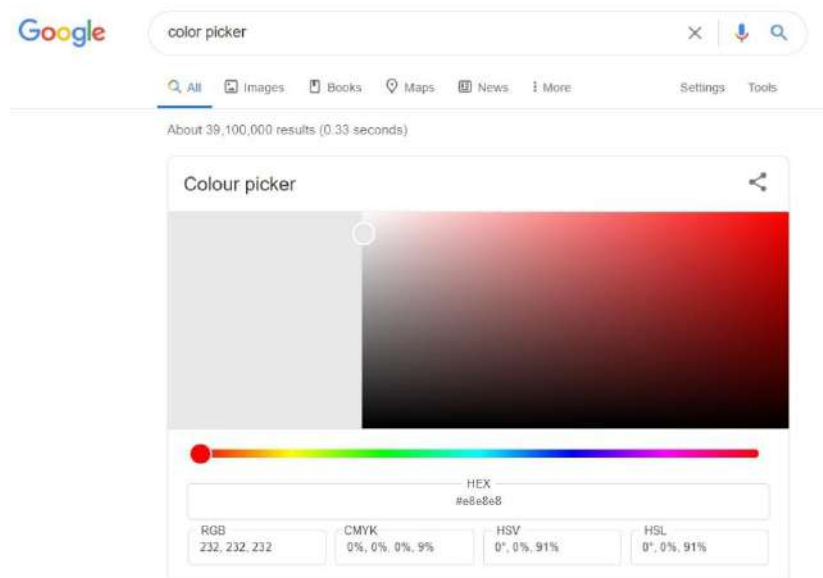 Google
color picker
All Images Books Maps News More Settings Tools
About 39,100,000 results (0.33 seconds)
Colour picker
HEX
#e8e8e8
RGB CMYK HSV HSL
232, 232, 232 0%, 0%, 0%, 9% 0°, 0%, 91% 0°, 0%, 91%